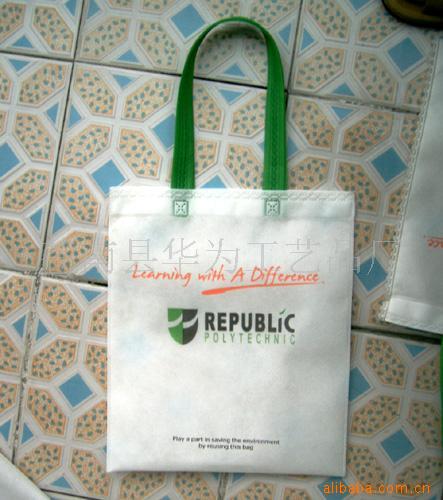 县华为工艺品厂
Learning with A Difference
REPUBLIC
POLYTECHNIC
Play a part in saving the environment
by reusing this bag
alibaba.com.cn